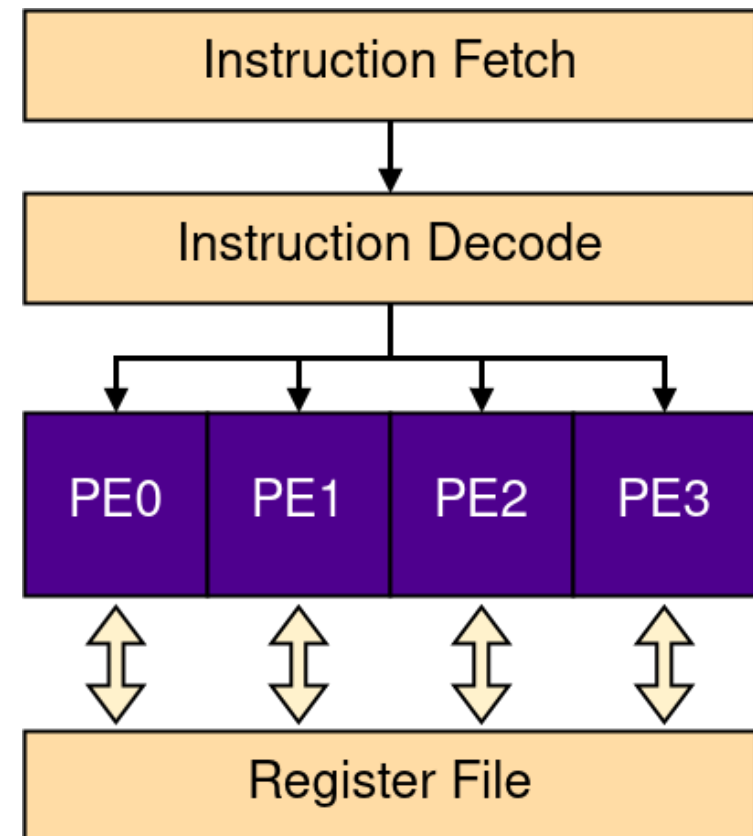 Instruction Fetch
Instruction Decode
PE0 PE1 PE2 PE3
Register File